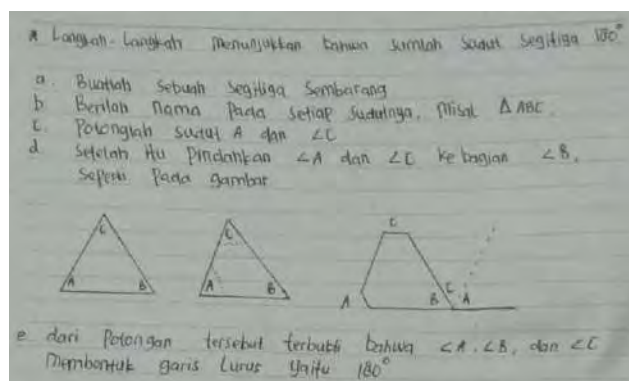 * Langkah-Langkah menunjukkan bahwa Jumlah Sudut Segitiga 180°
a. Buatlah Sebuah Segitiga Sembarang
b Berilah nama Pada Setiap Sudutnya, misal Δ ABC.
c. Potonglah sudut A dan ∠C
d Setelah itu Pindahkan ∠A dan ∠C ke bagian ∠B,
Seperti Pada gambar
C C C
A B A B A B C A
e dari Potongan tersebut terbukti bahwa ∠A, ∠B, dan ∠C
Membentuk garis Lurus yaitu 180°